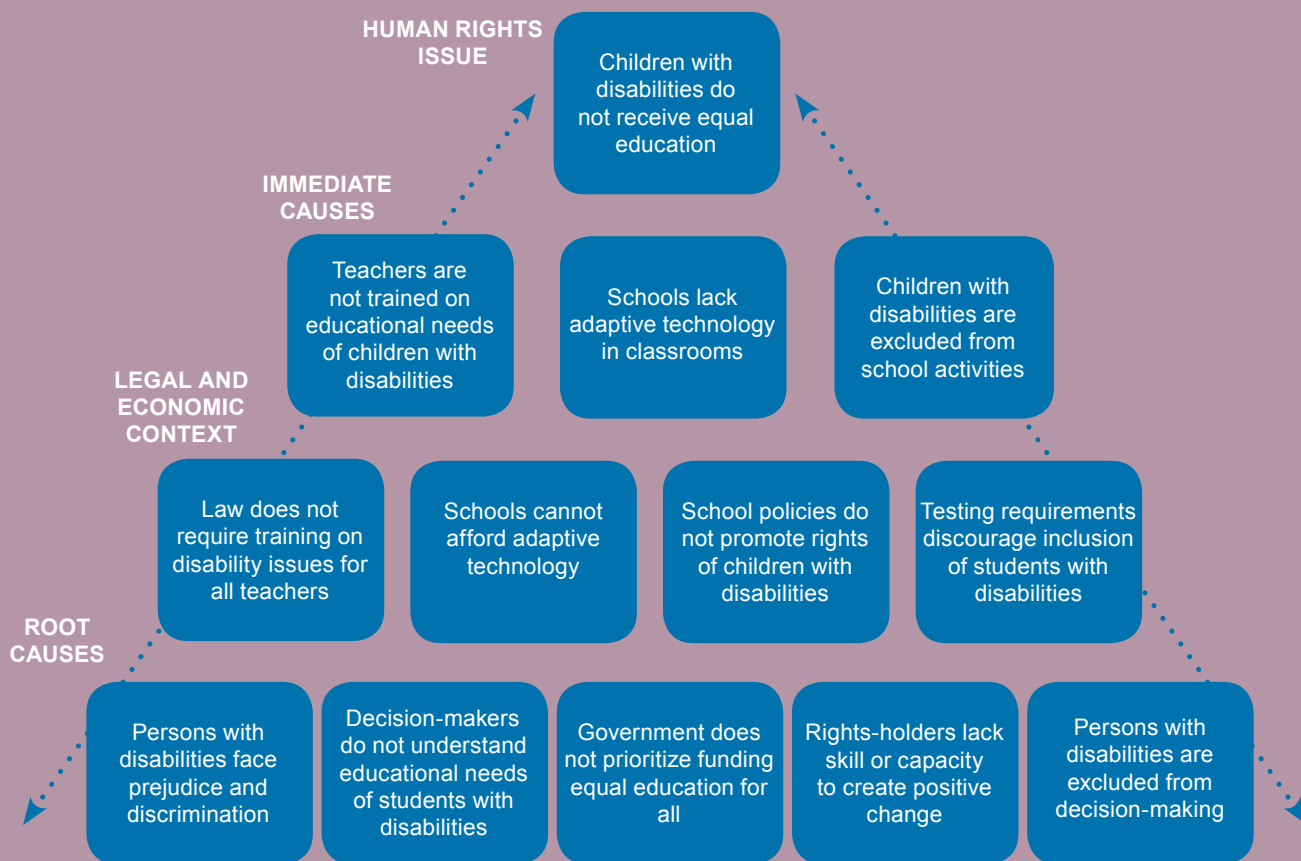 HUMAN RIGHTS
ISSUE
Children with
disabilities do
not receive equal
education
IMMEDIATE
CAUSES
Teachers are
not trained on
educational needs
of children with
disabilities
Schools lack
adaptive technology
in classrooms
Children with
disabilities are
excluded from
school activities
LEGAL AND
ECONOMIC
CONTEXT
Law does not
require training on
disability issues for
all teachers
Schools cannot
afford adaptive
technology
School policies do
not promote rights
of children with
disabilities
Testing requirements
discourage inclusion
of students with
disabilities
ROOT
CAUSES
Persons with
disabilities face
prejudice and
discrimination
Decision-makers
do not understand
educational needs
of students with
disabilities
Government does
not prioritize funding
equal education for
all
Rights-holders lack
skill or capacity
to create positive
change
Persons with
disabilities are
excluded from
decision-making